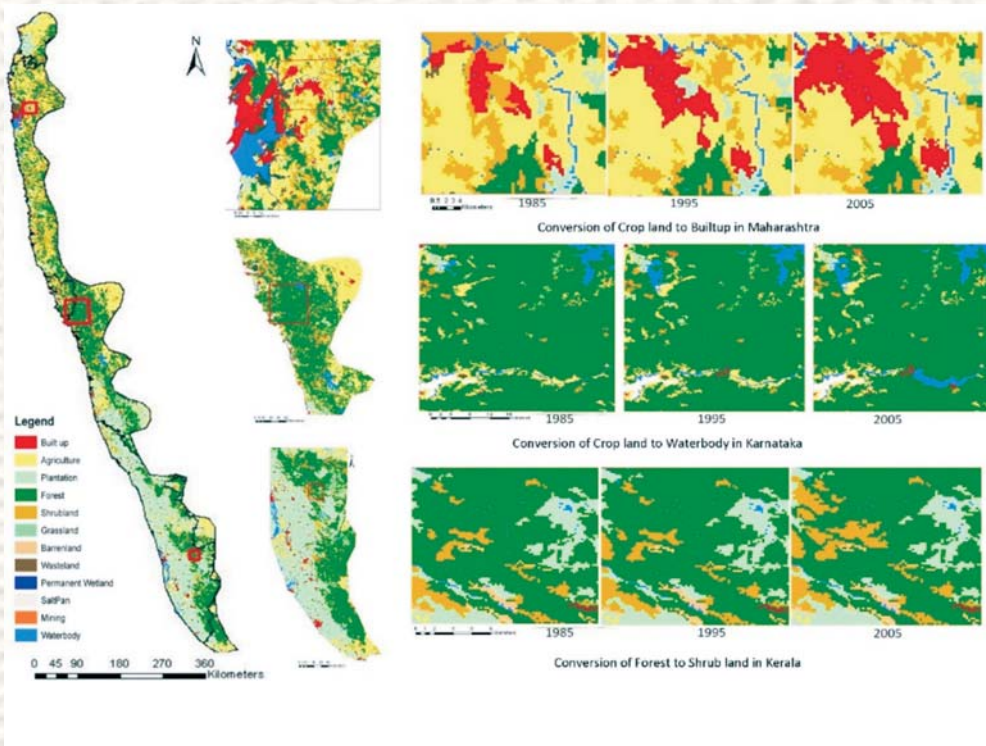 N
1985
1995
2005
Kilometers
Conversion of Crop land to Builtup in Maharashtra
1985
1995
2005
Conversion of Crop land to Waterbody in Karnataka
Legend
Built up
Agriculture
Plantation
Forest
Shrubland
Grassland
Barrenland
Wasteland
Permanent Wetland
SaltPan
Mining
Waterbody
0 45 90 180 270 360
Kilometers
1985
1995
2005
Conversion of Forest to Shrub land in Kerala